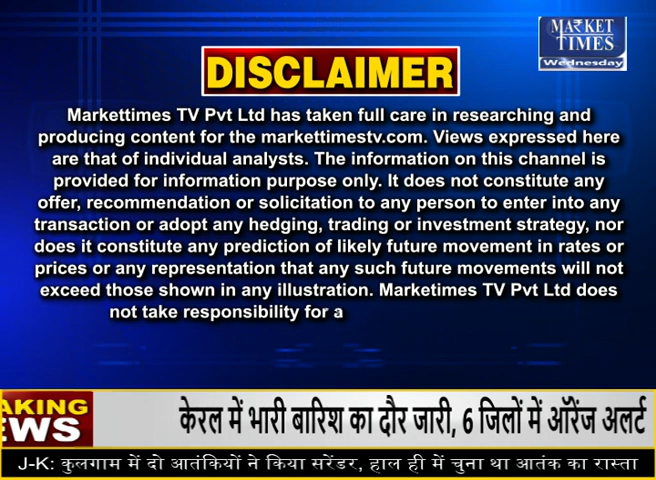 MARKET
TIMES
Wednesday
DISCLAIMER
Markettimes TV Pvt Ltd has taken full care in researching and
producing content for the markettimestv.com. Views expressed here
are that of individual analysts. The information on this channel is
provided for information purpose only. It does not constitute any
offer, recommendation or solicitation to any person to enter into any
transaction or adopt any hedging, trading or investment strategy, nor
does it constitute any prediction of likely future movement in rates or
prices or any representation that any such future movements will not
exceed those shown in any illustration. Marketimes TV Pvt Ltd does
not take responsibility for a
AKING
EWS
केरल में भारी बारिश का दौर जारी, 6 जिलों में ऑरेंज अलर्ट
J-K: कुलगाम में दो आतंकियों ने किया सरेंडर, हाल ही में चुना था आतंक का रास्ता